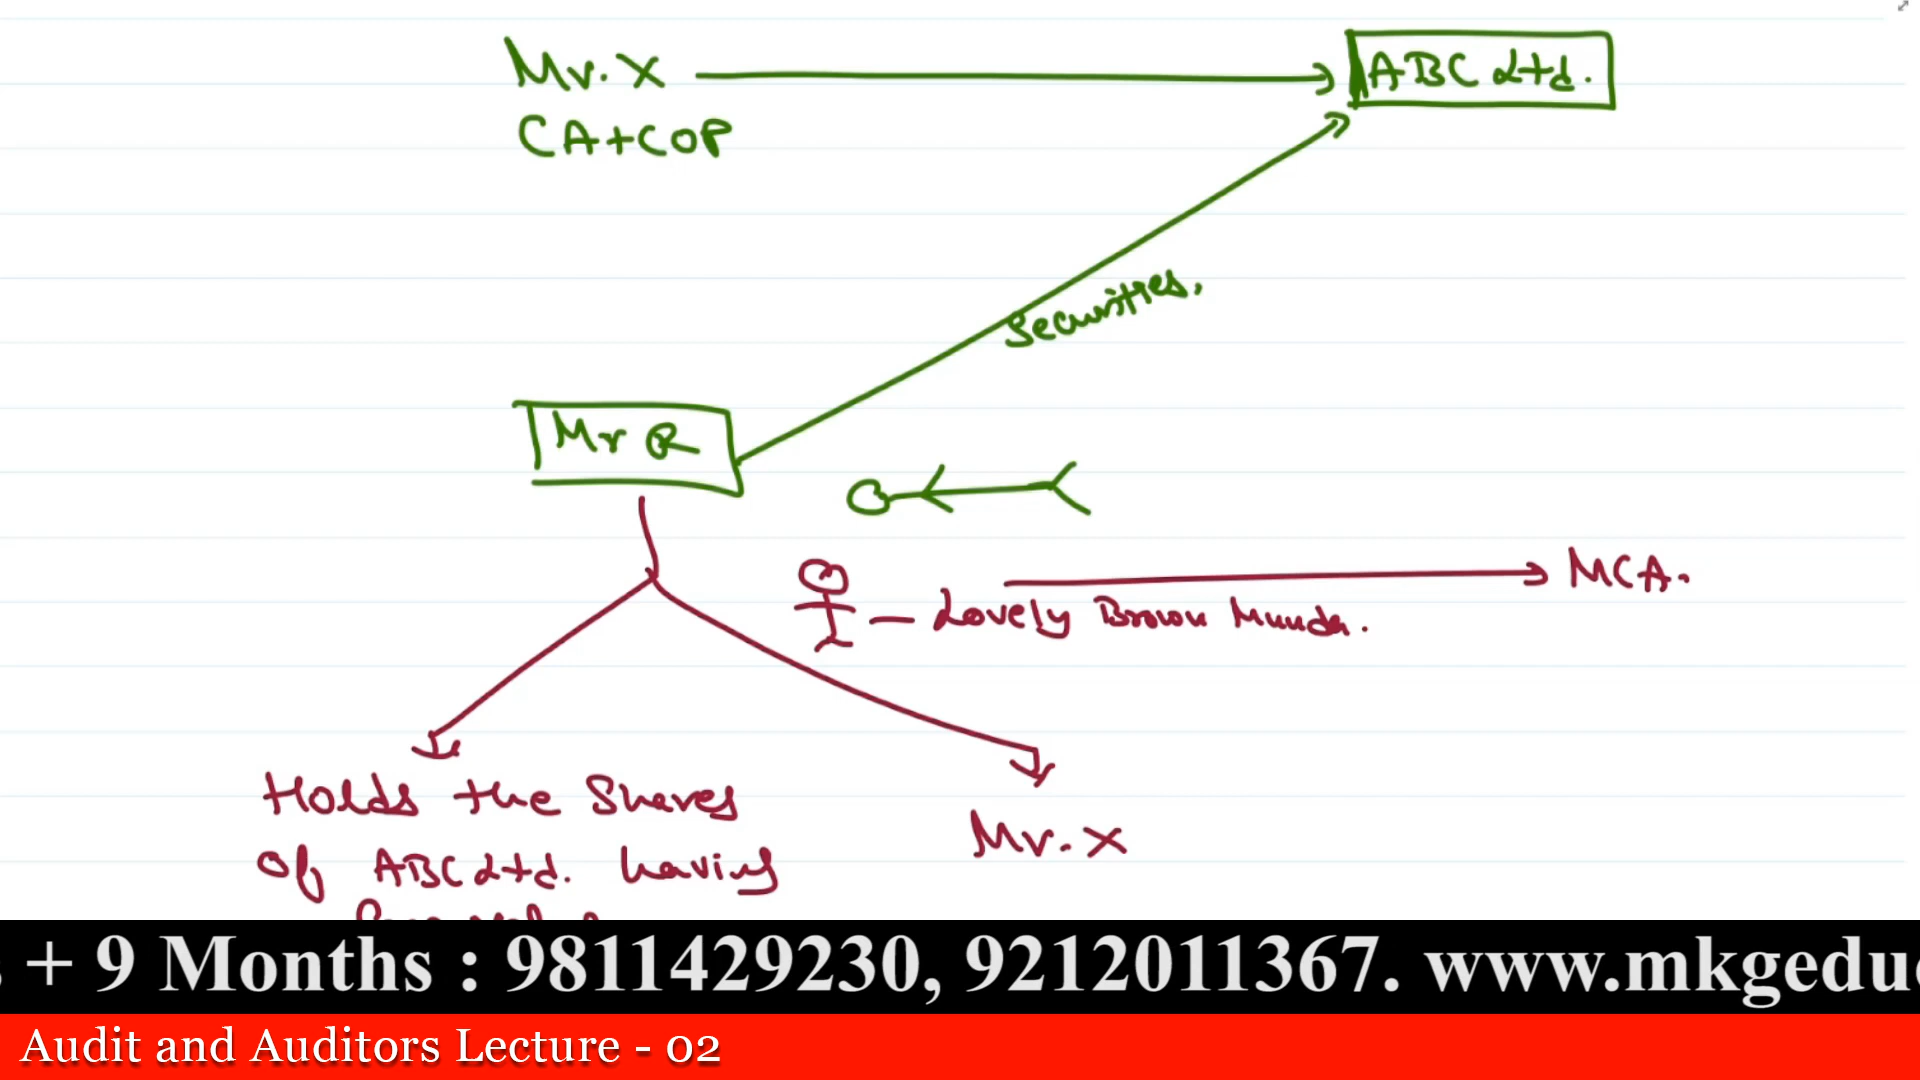 Mr. X
ABC Ltd.
CA+COP
Securities.
Mr R
MCA.
- Lovely Brown Munda.
Holds the Shares
Mr. X
of ABC Ltd. having
+ 9 Months : 9811429230, 9212011367. www.mkgedu
Audit and Auditors Lecture - 02